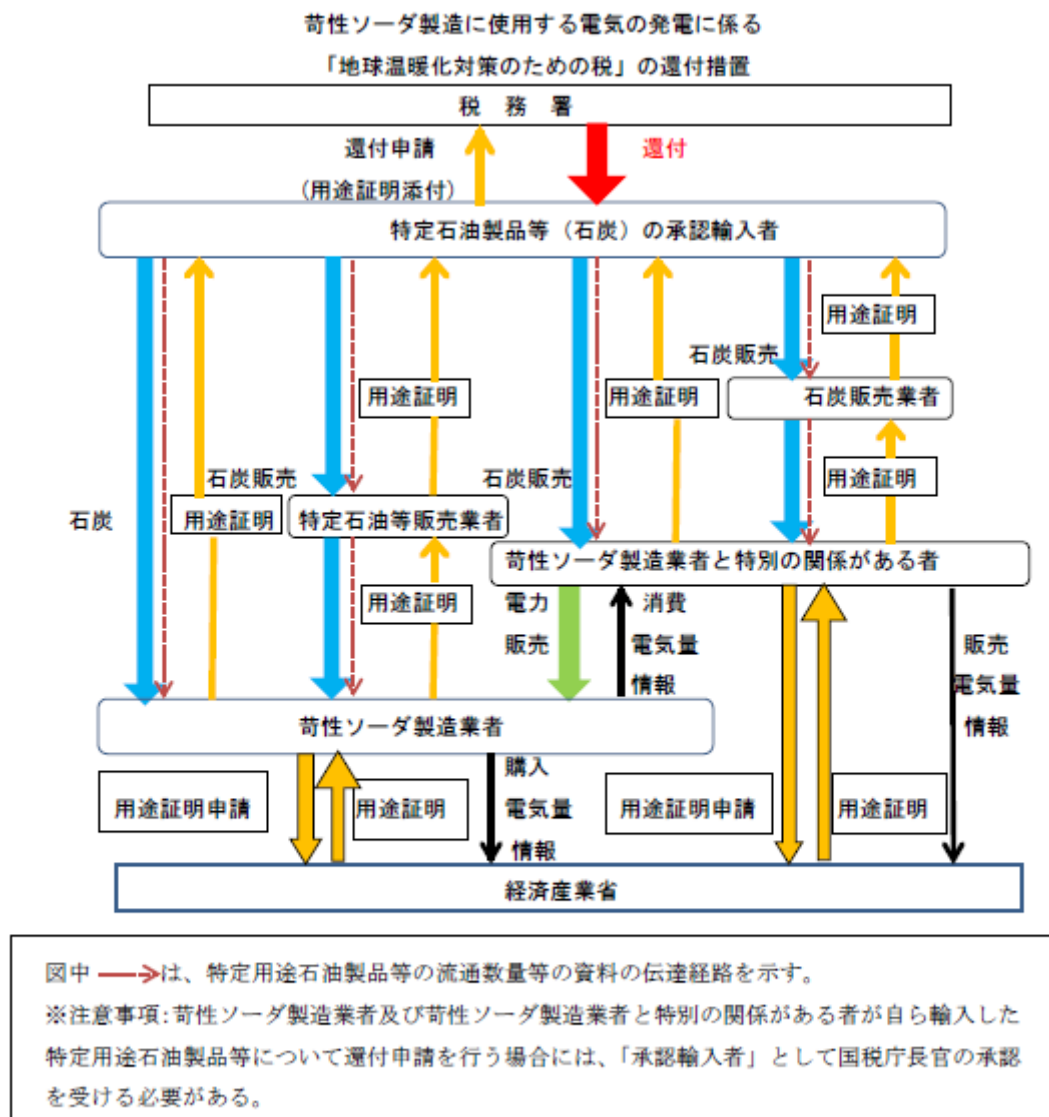 苛性ソーダ製造に使用する電気の発電に係る
「地球温暖化対策のための税」の還付措置
税 務 署
還付申請
(用途証明添付)
還付
特定石油製品等（石炭）の承認輸入者
用途証明
石炭販売
用途証明
用途証明
石炭販売業者
石炭販売
石炭販売
用途証明
石炭
用途証明
特定石油等販売業者
苛性ソーダ製造業者と特別の関係がある者
用途証明
電力
販売
消費
電気量
情報
販売
電気量
情報
苛性ソーダ製造業者
用途証明申請
用途証明
購入
電気量
情報
用途証明申請
用途証明
経済産業省
図中 は、特定用途石油製品等の流通数量等の資料の伝達経路を示す。
※注意事項:苛性ソーダ製造業者及び苛性ソーダ製造業者と特別の関係がある者が自ら輸入した
特定用途石油製品等について還付申請を行う場合には、「承認輸入者」として国税庁長官の承認
を受ける必要がある。